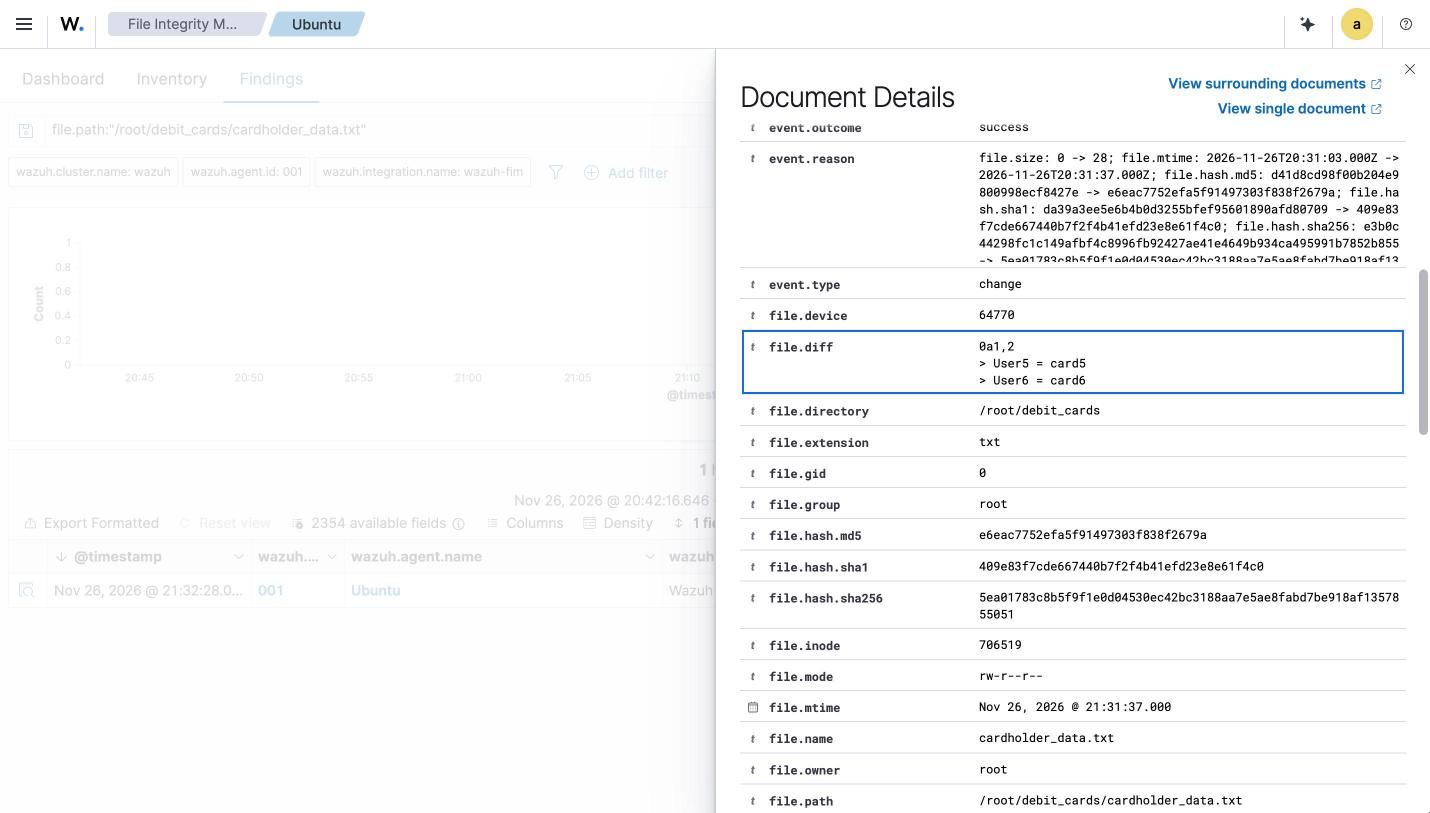 W.
File Integrity M...
Ubuntu
a
Dashboard
Inventory
Findings
file.path:"/root/debit_cards/cardholder_data.txt"
wazuh.cluster.name: wazuh
wazuh.agent.id: 001
wazuh.integration.name: wazuh-fim
Add filter
Count
1
0.8
0.6
0.4
0.2
0
20:45
20:50
20:55
21:00
21:05
21:10
@timest
1 h
Nov 26, 2026 @ 20:42:16.646 -
Export Formatted
Reset view
2354 available fields
Columns
Density
1 fie
@timestamp
wazuh....
wazuh.agent.name
wazuh
Nov 26, 2026 @ 21:32:28.0...
001
Ubuntu
Wazuh
Document Details
View surrounding documents
View single document
t event.outcome success
t event.reason file.size: 0 -> 28; file.mtime: 2026-11-26T20:31:03.000Z ->
2026-11-26T20:31:37.000Z; file.hash.md5: d41d8cd98f00b204e9
800998ecf8427e -> e6eac7752efa5f91497303f838f2679a; file.ha
sh.sha1: da39a3ee5e6b4b0d3255bfef95601890afd80709 -> 409e83
f7cde667440b7f2f4b41efd23e8e61f4c0; file.hash.sha256: e3b0c
44298fc1c149afbf4c8996fb92427ae41e4649b934ca495991b7852b855
-> 5ea01783c8b5f9f1e0d04530ec42bc3188aa7e5ae8fabd7be918af13
t event.type change
t file.device 64770
t file.diff 0a1,2
> User5 = card5
> User6 = card6
t file.directory /root/debit_cards
t file.extension txt
t file.gid 0
t file.group root
t file.hash.md5 e6eac7752efa5f91497303f838f2679a
t file.hash.sha1 409e83f7cde667440b7f2f4b41efd23e8e61f4c0
t file.hash.sha256 5ea01783c8b5f9f1e0d04530ec42bc3188aa7e5ae8fabd7be918af13578
55051
t file.inode 706519
t file.mode rw-r--r--
file.mtime Nov 26, 2026 @ 21:31:37.000
t file.name cardholder_data.txt
t file.owner root
t file.path /root/debit_cards/cardholder_data.txt